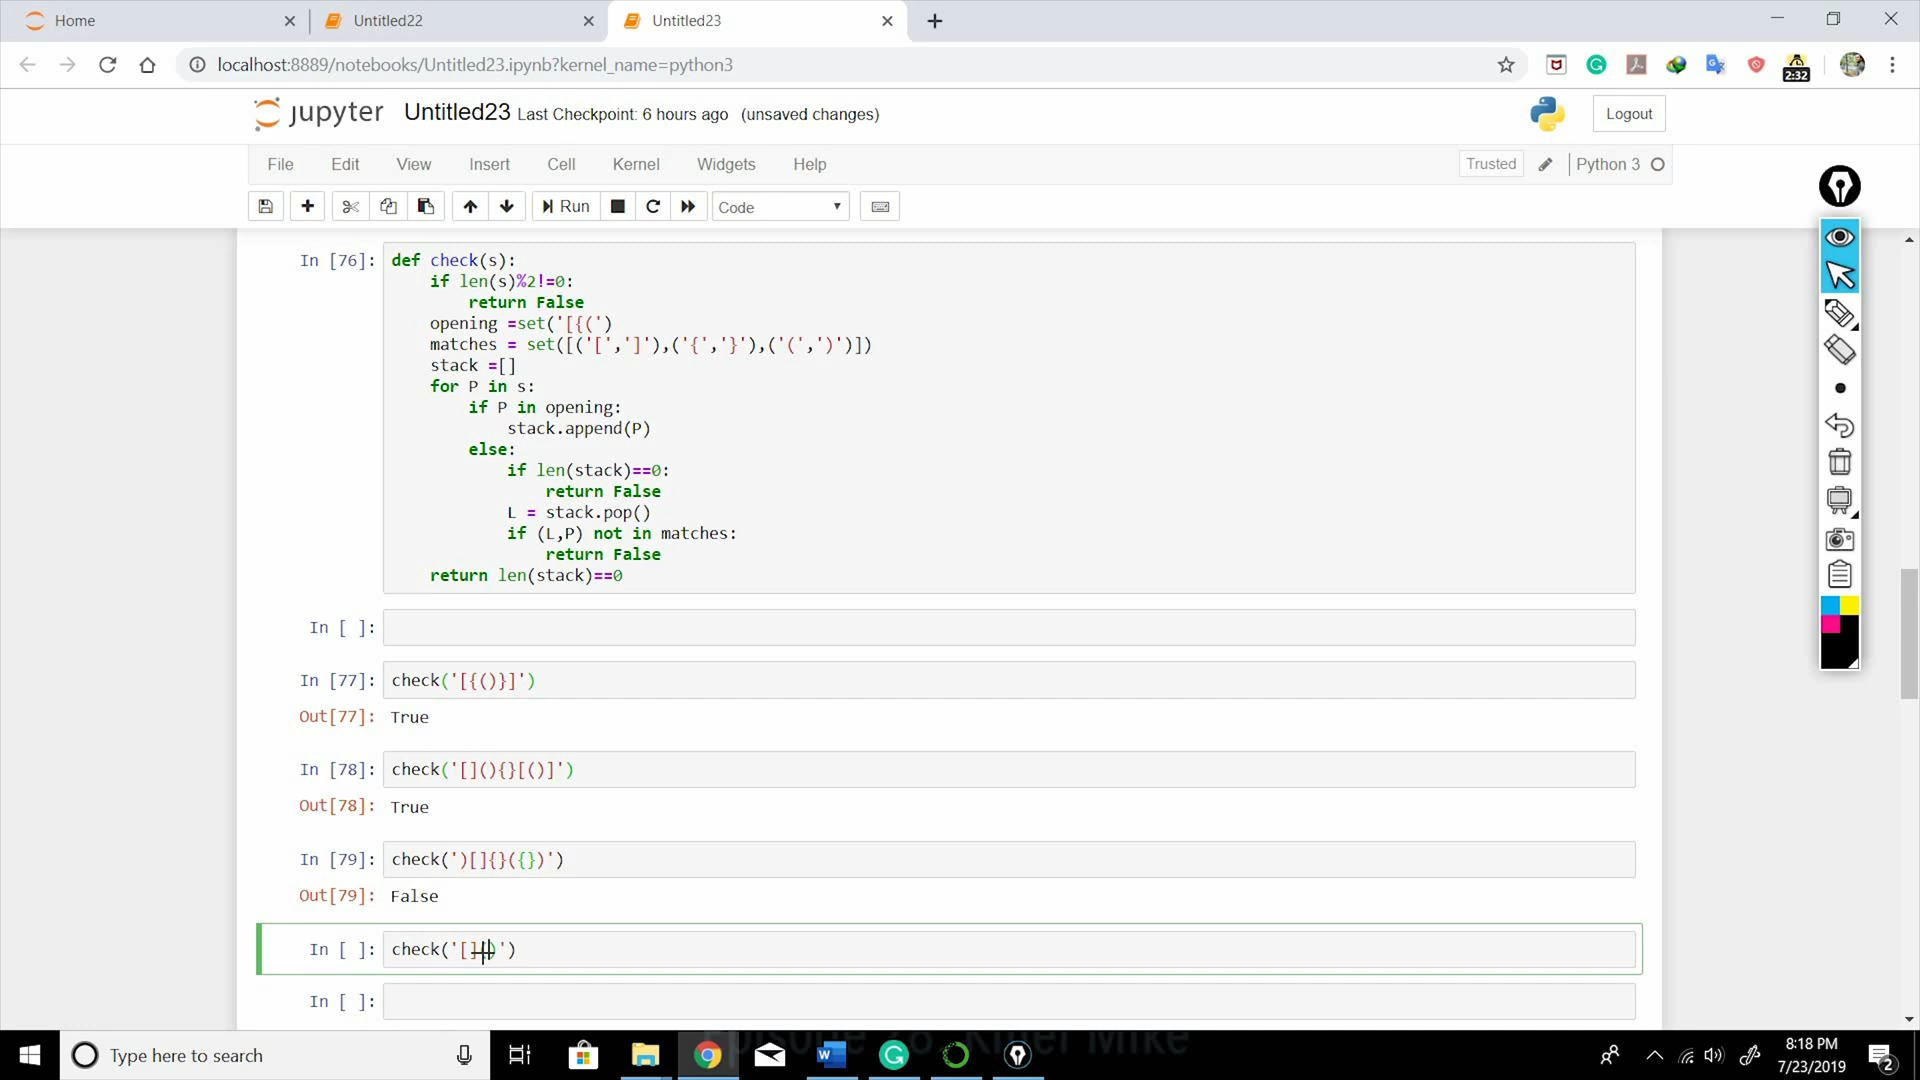 Home
Untitled22
Untitled23
localhost:8889/notebooks/Untitled23.ipynb?kernel_name=python3
2:32
jupyter Untitled23 Last Checkpoint: 6 hours ago (unsaved changes)
Logout
File Edit View Insert Cell Kernel Widgets Help
Trusted Python 3
Run Code
In [76]: def check(s):
if len(s)%2!=0:
return False
opening =set('[{(')
matches = set([('[',']'),('{','}'),('(',')')])
stack =[]
for P in s:
if P in opening:
stack.append(P)
else:
if len(stack)==0:
return False
L = stack.pop()
if (L,P) not in matches:
return False
return len(stack)==0
In [ ]:
In [77]: check('[{()}]')
Out[77]: True
In [78]: check('[](){}[()]')
Out[78]: True
In [79]: check(')[]{}({})')
Out[79]: False
In [ ]: check('[]()')
In [ ]:
Type here to search
8:18 PM
7/23/2019
2